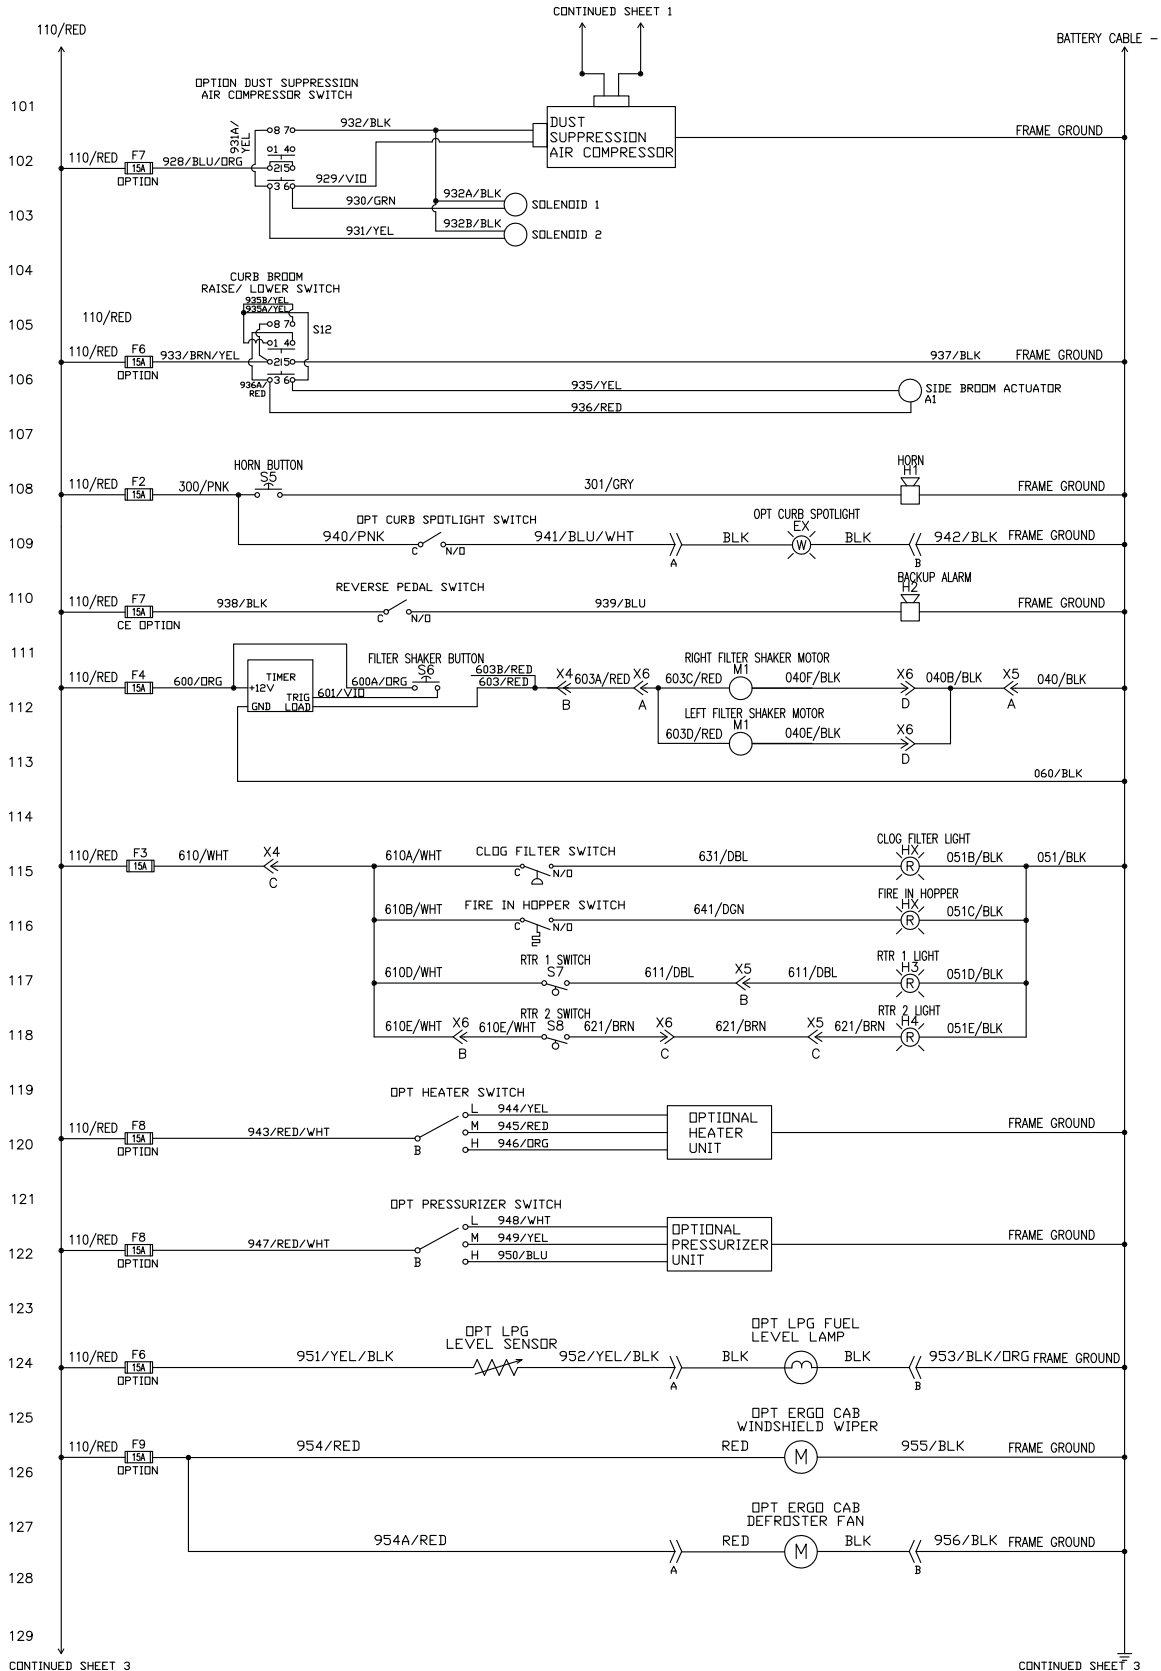 CONTINUED SHEET 1
110/RED
BATTERY CABLE -
OPTION DUST SUPPRESSION
AIR COMPRESSOR SWITCH
101
931A/
YEL
8 7
932/BLK
DUST
SUPPRESSION
AIR COMPRESSOR
FRAME GROUND
1 4
102
110/RED
F7
15A
OPTION
928/BLU/ORG
2 5
3 6
929/VIO
930/GRN
932A/BLK
SOLENOID 1
103
931/YEL
932B/BLK
SOLENOID 2
104
CURB BROOM
RAISE/ LOWER SWITCH
935B/YEL
935A/YEL
105
110/RED
8 7
S12
1 4
110/RED
F6
15A
OPTION
933/BRN/YEL
2 5
937/BLK
FRAME GROUND
106
936A/
RED
3 6
935/YEL
936/RED
SIDE BROOM ACTUATOR
A1
107
HORN BUTTON
S5
HORN
H1
108
110/RED
F2
15A
300/PNK
301/GRY
FRAME GROUND
OPT CURB SPOTLIGHT SWITCH
OPT CURB SPOTLIGHT
EX
109
940/PNK
C
N/O
941/BLU/WHT
A
BLK
W
BLK
B
942/BLK
FRAME GROUND
REVERSE PEDAL SWITCH
BACKUP ALARM
H2
110
110/RED
F7
15A
CE OPTION
938/BLK
C
N/O
939/BLU
FRAME GROUND
111
FILTER SHAKER BUTTON
S6
RIGHT FILTER SHAKER MOTOR
M1
110/RED
F4
15A
600/ORG
TIMER
+12V
TRIG
GND
LOAD
600A/ORG
601/VIO
603B/RED
603/RED
X4
B
603A/RED
X6
A
603C/RED
040F/BLK
X6
D
040B/BLK
X5
A
040/BLK
112
LEFT FILTER SHAKER MOTOR
M1
603D/RED
040E/BLK
X6
D
113
060/BLK
114
CLOG FILTER LIGHT
HX
110/RED
F3
15A
610/WHT
X4
C
610A/WHT
CLOG FILTER SWITCH
C
N/O
631/DBL
R
051B/BLK
051/BLK
115
FIRE IN HOPPER
HX
610B/WHT
FIRE IN HOPPER SWITCH
C
N/O
641/DGN
R
051C/BLK
116
RTR 1 SWITCH
S7
RTR 1 LIGHT
H3
117
610D/WHT
611/DBL
X5
B
611/DBL
R
051D/BLK
RTR 2 SWITCH
S8
RTR 2 LIGHT
H4
118
610E/WHT
X6
B
610E/WHT
621/BRN
X6
C
621/BRN
X5
C
621/BRN
R
051E/BLK
119
OPT HEATER SWITCH
120
110/RED
F8
15A
OPTION
943/RED/WHT
B
L
944/YEL
M
945/RED
H
946/ORG
OPTIONAL
HEATER
UNIT
FRAME GROUND
121
OPT PRESSURIZER SWITCH
122
110/RED
F8
15A
OPTION
947/RED/WHT
B
L
948/WHT
M
949/YEL
H
950/BLU
OPTIONAL
PRESSURIZER
UNIT
FRAME GROUND
123
OPT LPG
LEVEL SENSOR
OPT LPG FUEL
LEVEL LAMP
124
110/RED
F6
15A
OPTION
951/YEL/BLK
952/YEL/BLK
A
BLK
BLK
B
953/BLK/ORG
FRAME GROUND
125
OPT ERGO CAB
WINDSHIELD WIPER
126
110/RED
F9
15A
OPTION
954/RED
RED
M
955/BLK
FRAME GROUND
127
OPT ERGO CAB
DEFROSTER FAN
954A/RED
A
RED
M
BLK
B
956/BLK
FRAME GROUND
128
129
CONTINUED SHEET 3
CONTINUED SHEET 3